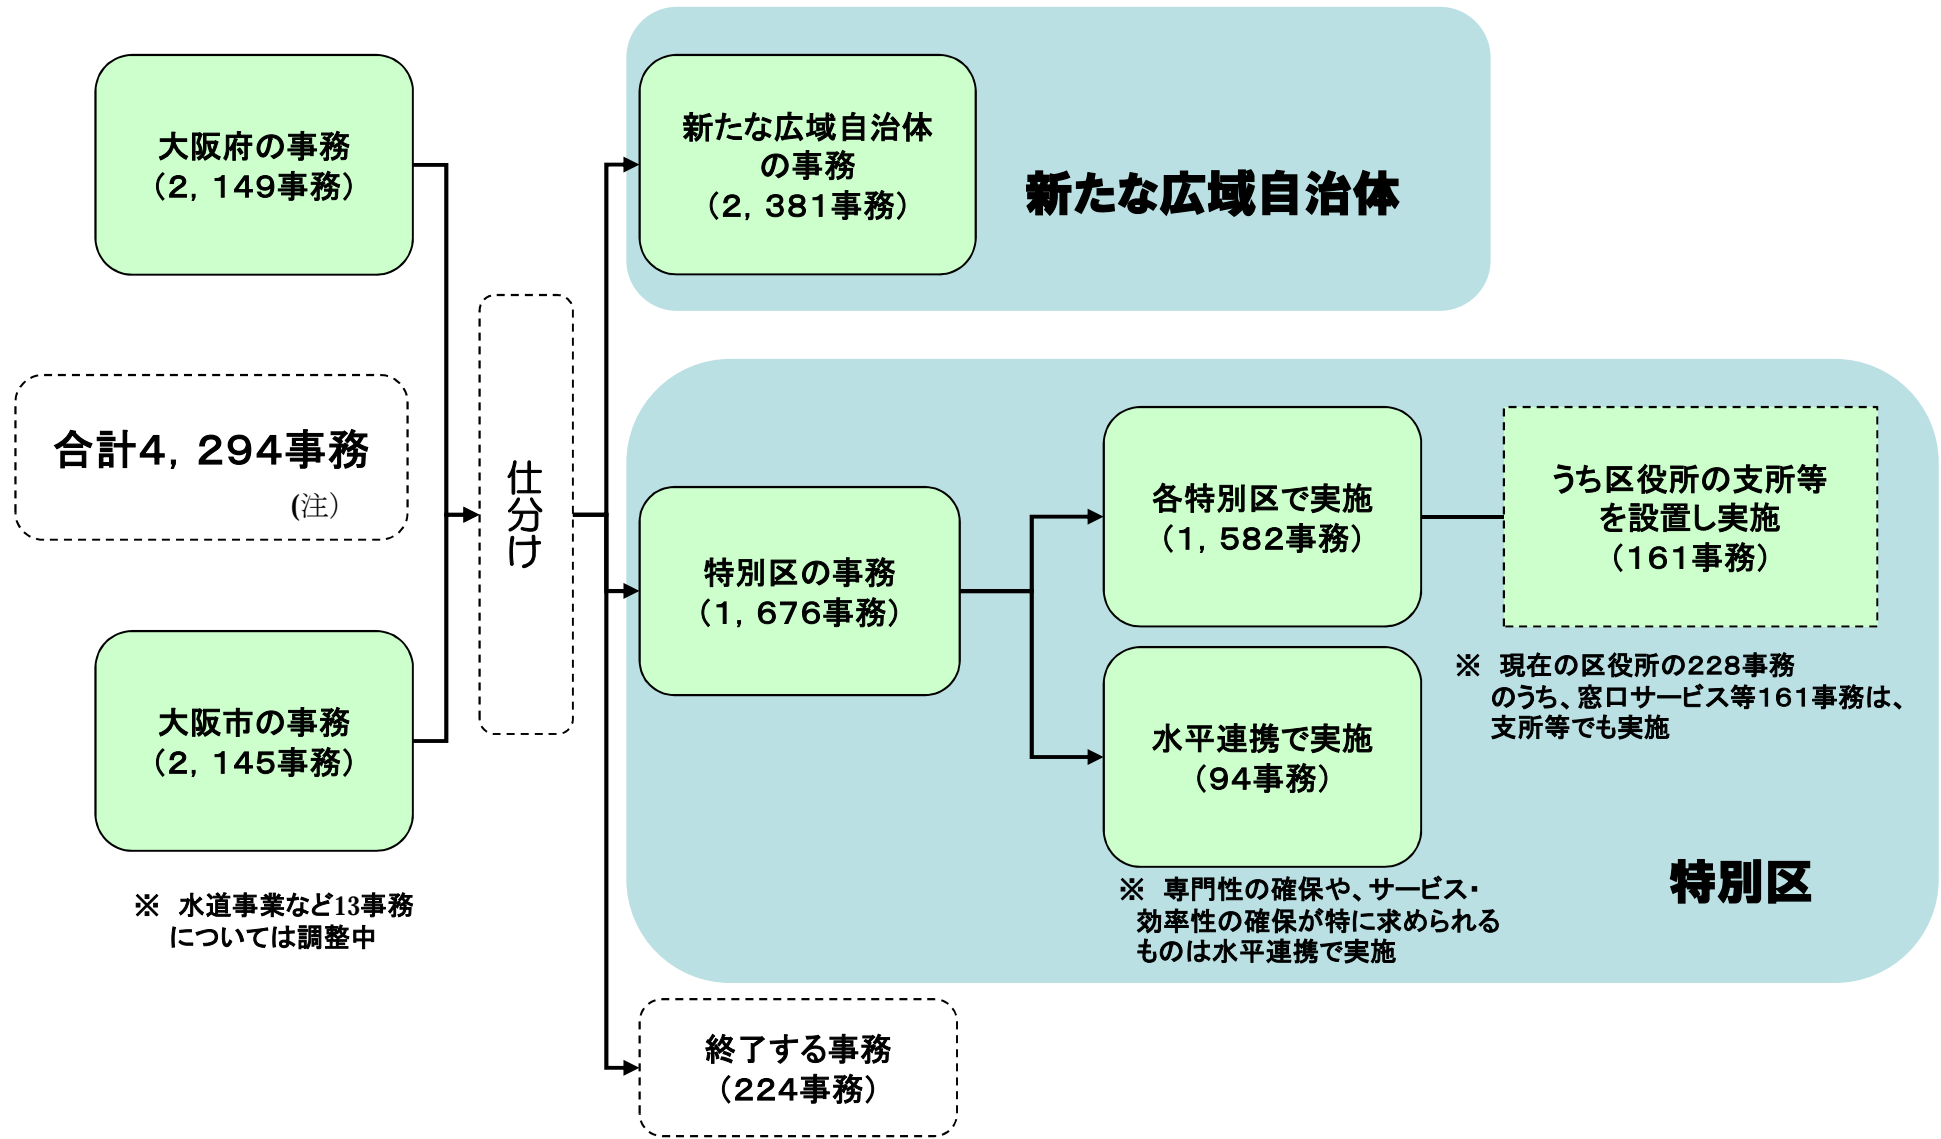 大阪府の事務
（２，１４９事務）
合計４，２９４事務
（注）
大阪市の事務
（２，１４５事務）
※　水道事業など13事務
については調整中
仕分け
新たな広域自治体
の事務
（２，３８１事務）
新たな広域自治体
特別区の事務
（１，６７６事務）
各特別区で実施
（１，５８２事務）
うち区役所の支所等
を設置し実施
（１６１事務）
※　現在の区役所の２２８事務
のうち、窓口サービス等１６１事務は、
支所等でも実施
水平連携で実施
（９４事務）
※　専門性の確保や、サービス・
効率性の確保が特に求められる
ものは水平連携で実施
特別区
終了する事務
（２２４事務）